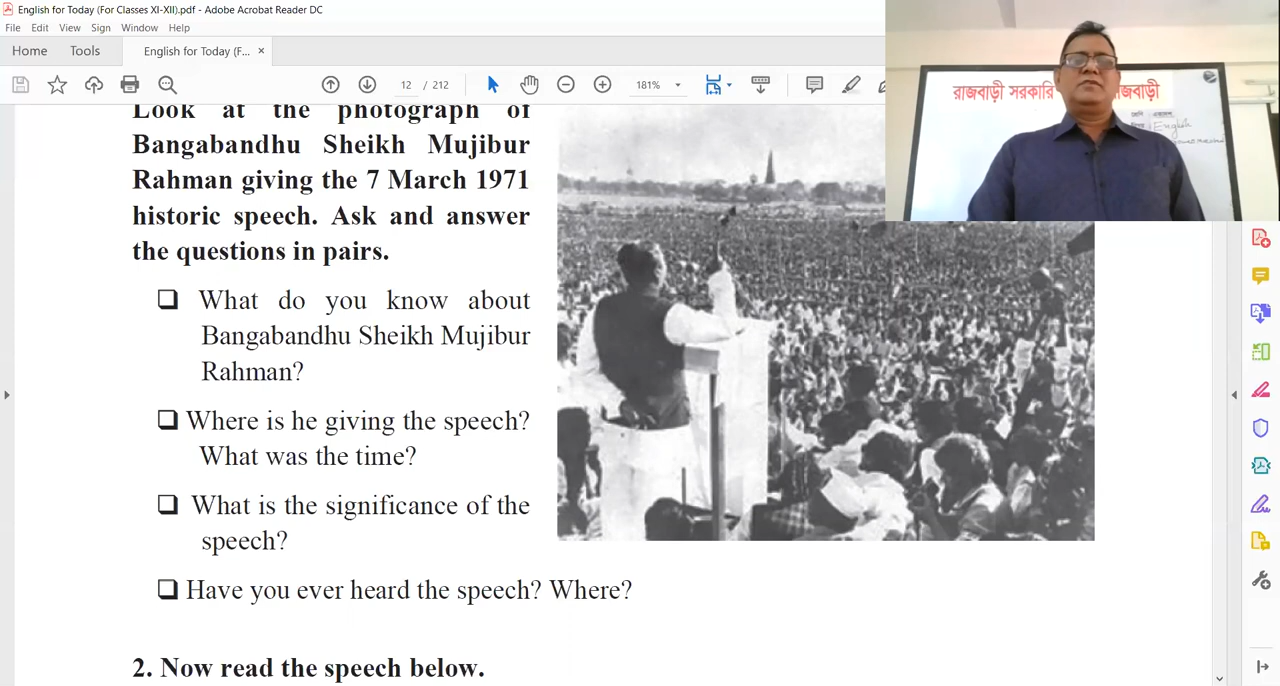 English for Today (For Classes XI-XII).pdf - Adobe Acrobat Reader DC
File Edit View Sign Window Help
Home Tools English for Today (F... ×
12 / 212 181%
Look at the photograph of
Bangabandhu Sheikh Mujibur
Rahman giving the 7 March 1971
historic speech. Ask and answer
the questions in pairs.
❑ What do you know about
Bangabandhu Sheikh Mujibur
Rahman?
❑ Where is he giving the speech?
What was the time?
❑ What is the significance of the
speech?
❑ Have you ever heard the speech? Where?
2. Now read the speech below.
রাজবাড়ী সরকারি
জবাড়ী
English